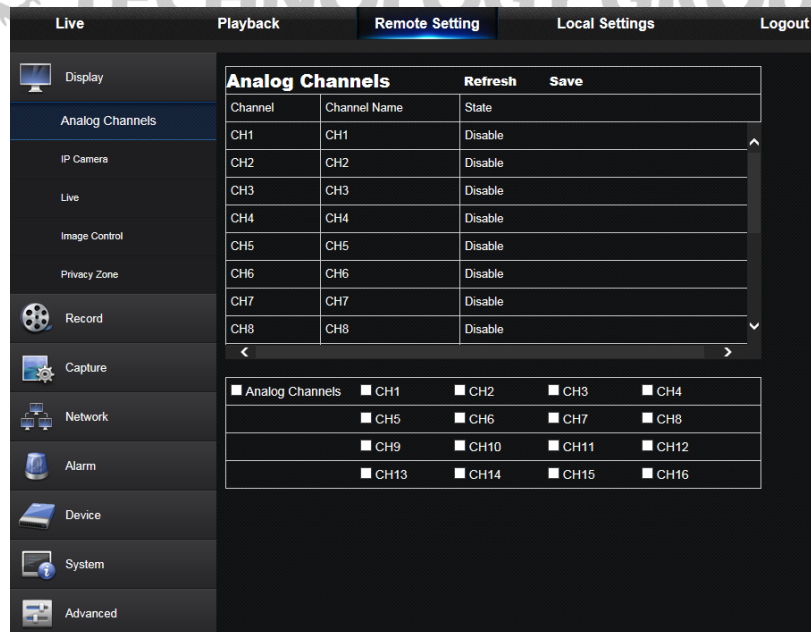 Live Playback Remote Setting Local Settings Logout
Display
Analog Channels
IP Camera
Live
Image Control
Privacy Zone
Record
Capture
Network
Alarm
Device
System
Advanced
Analog Channels Refresh Save
Channel Channel Name State
CH1 CH1 Disable
CH2 CH2 Disable
CH3 CH3 Disable
CH4 CH4 Disable
CH5 CH5 Disable
CH6 CH6 Disable
CH7 CH7 Disable
CH8 CH8 Disable
Analog Channels CH1 CH2 CH3 CH4
CH5 CH6 CH7 CH8
CH9 CH10 CH11 CH12
CH13 CH14 CH15 CH16